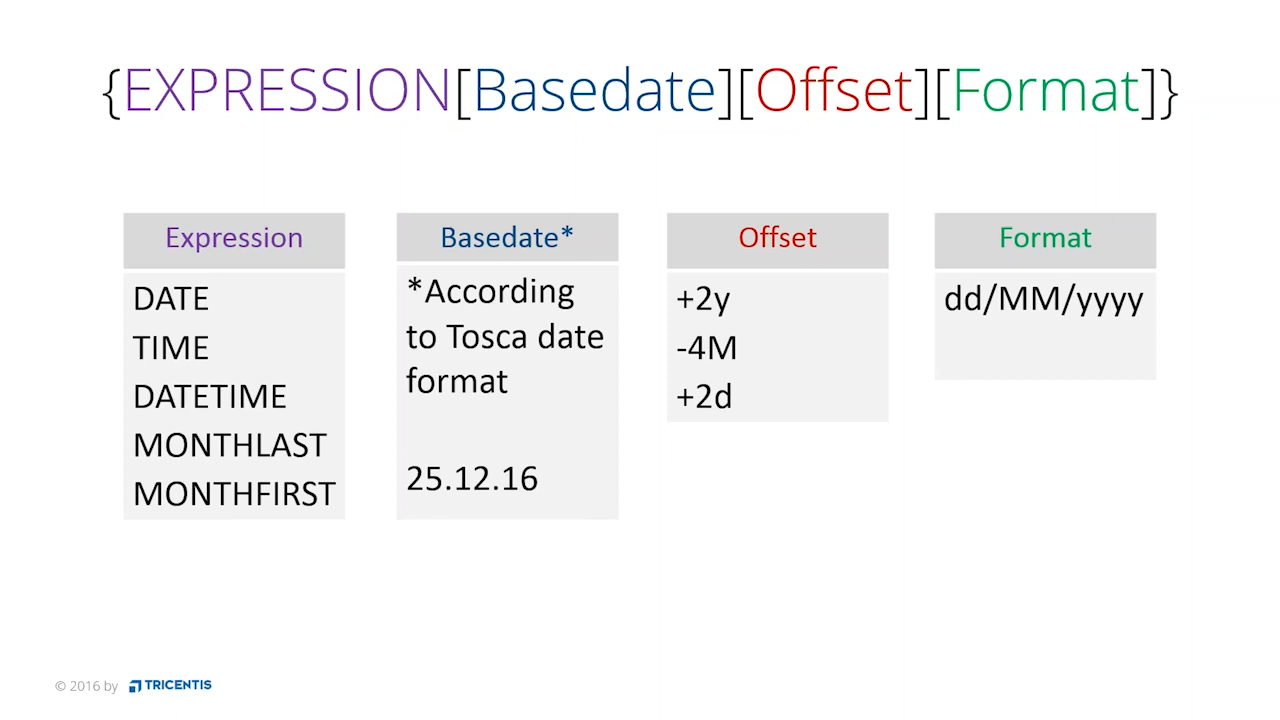 {EXPRESSION[Basedate][Offset][Format]}
Expression
DATE
TIME
DATETIME
MONTHLAST
MONTHFIRST
Basedate*
*According
to Tosca date
format
25.12.16
Offset
+2y
-4M
+2d
Format
dd/MM/yyyy
© 2016 by TRICENTIS